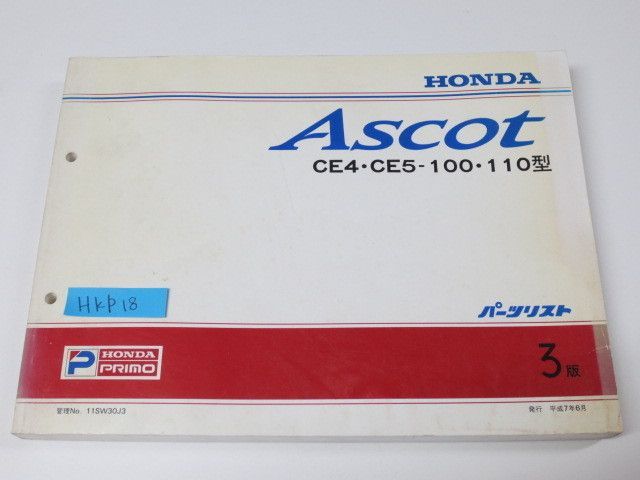 HONDA
Ascot
CE4・CE5-100・110型
HKP18
パーツリスト
P HONDA
PRIMO
3版
管理No. 11SW30J3
発行 平成7年6月